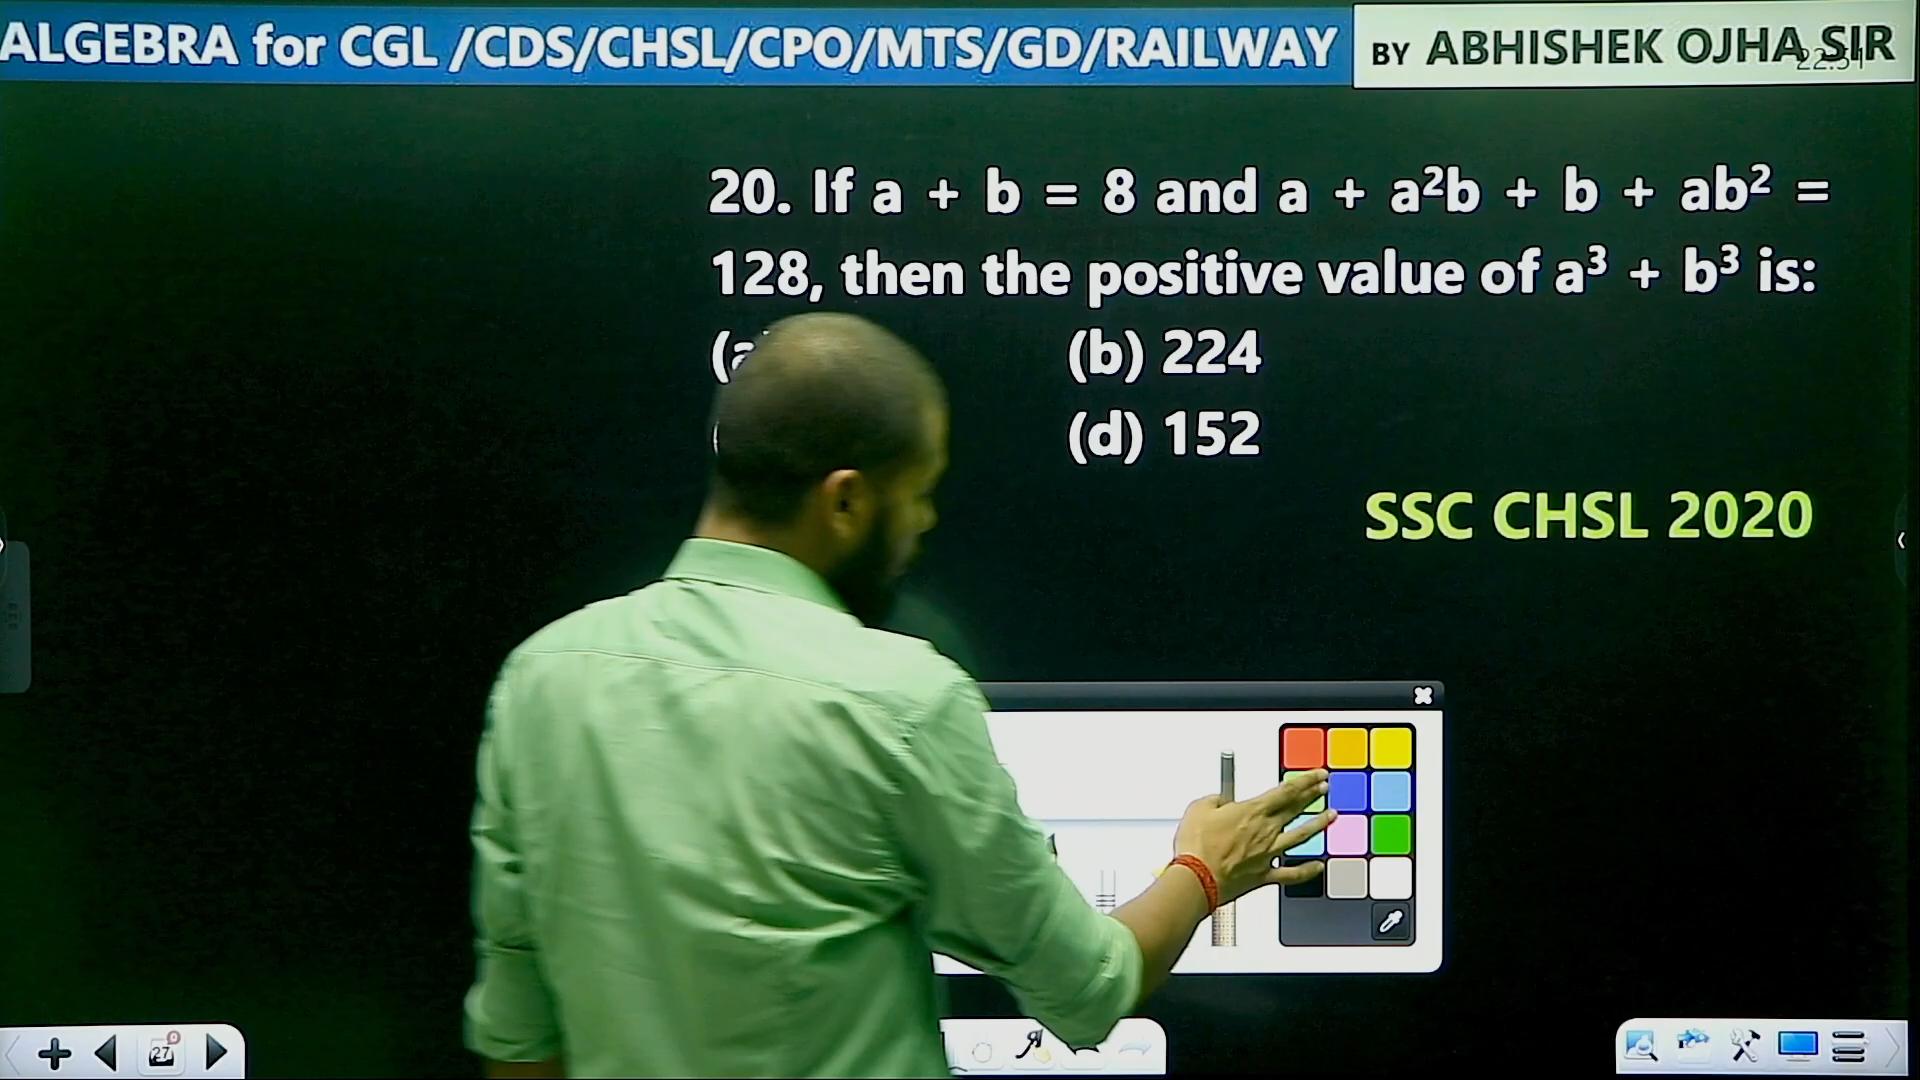 ALGEBRA for CGL /CDS/CHSL/CPO/MTS/GD/RAILWAY
BY ABHISHEK OJHA SIR
20. If a + b = 8 and a + a²b + b + ab² =
128, then the positive value of a³ + b³ is:
(b) 224
(d) 152
SSC CHSL 2020
27